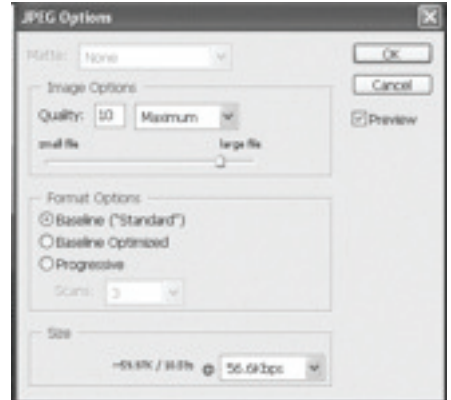 JPEG Options
Matte: None
OK
Cancel
Preview
Image Options
Quality: 10 Maximum
small file large file
Format Options
Baseline ("Standard")
Baseline Optimized
Progressive
Scans: 3
Size
@ 56.6Kbps